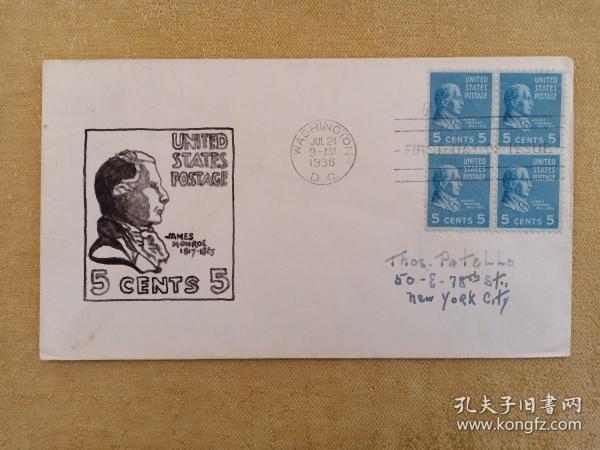 UNITED
STATES
POSTAGE
JAMES
MONROE
1817-1825
5 CENTS 5
WASHINGTON
JUL 21
9-AM
1938
D. C.
FIRST DAY OF ISSUE
UNITED
STATES
POSTAGE
5 CENTS 5
UNITED
STATES
POSTAGE
5 CENTS 5
UNITED
STATES
POSTAGE
5 CENTS 5
UNITED
STATES
POSTAGE
5 CENTS 5
Thos. Patello
50-E-78th St.,
New York City
孔夫子旧书网
www.kongfz.com